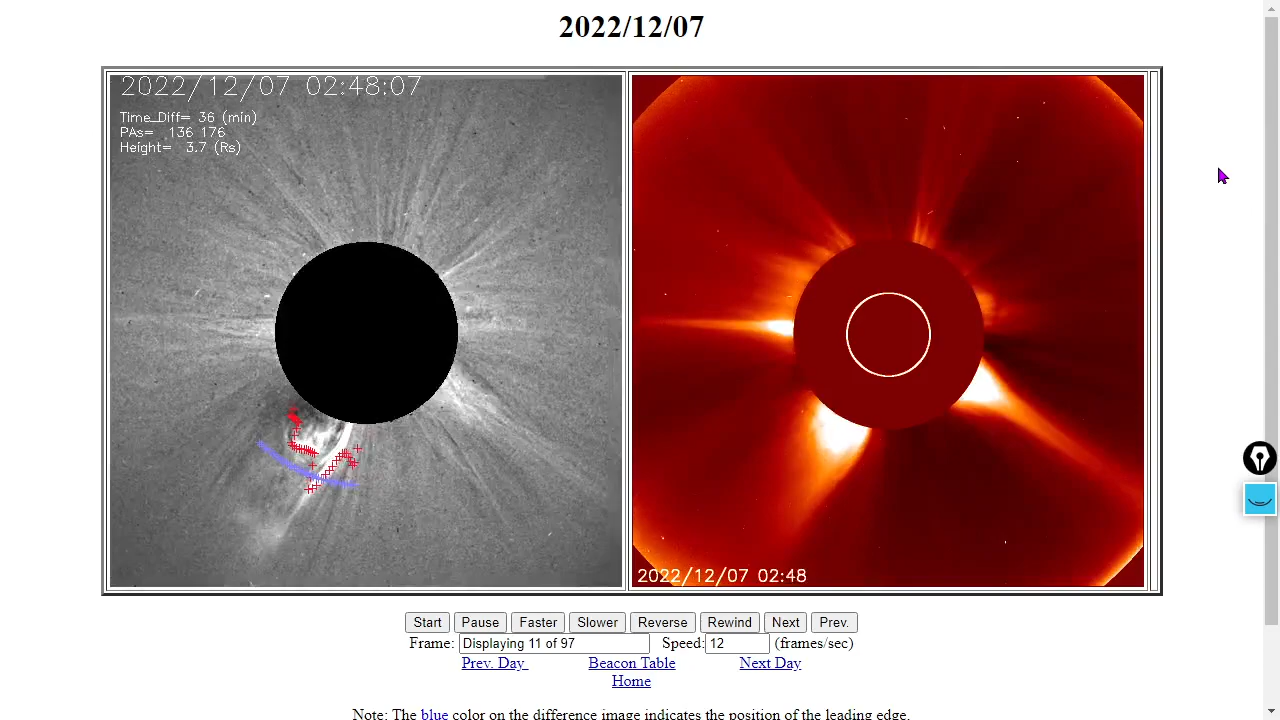 2022/12/07
2022/12/07 02:48:07
Time_Diff= 36 (min)
PAs= 136 176
Height= 3.7 (Rs)
2022/12/07 02:48
Start Pause Faster Slower Reverse Rewind Next Prev.
Frame: Displaying 11 of 97 Speed: 12 (frames/sec)
Prev. Day Beacon Table Next Day
Home
Note: The blue color on the difference image indicates the position of the leading edge.